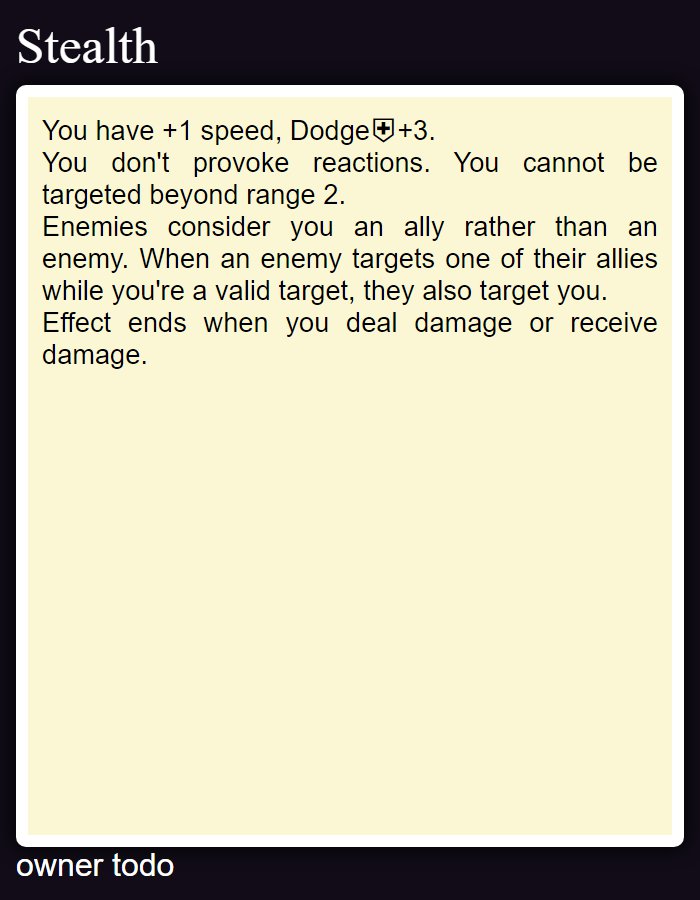 Stealth
You have +1 speed, Dodge⛨+3.
You don't provoke reactions. You cannot be
targeted beyond range 2.
Enemies consider you an ally rather than an
enemy. When an enemy targets one of their allies
while you're a valid target, they also target you.
Effect ends when you deal damage or receive
damage.
owner todo